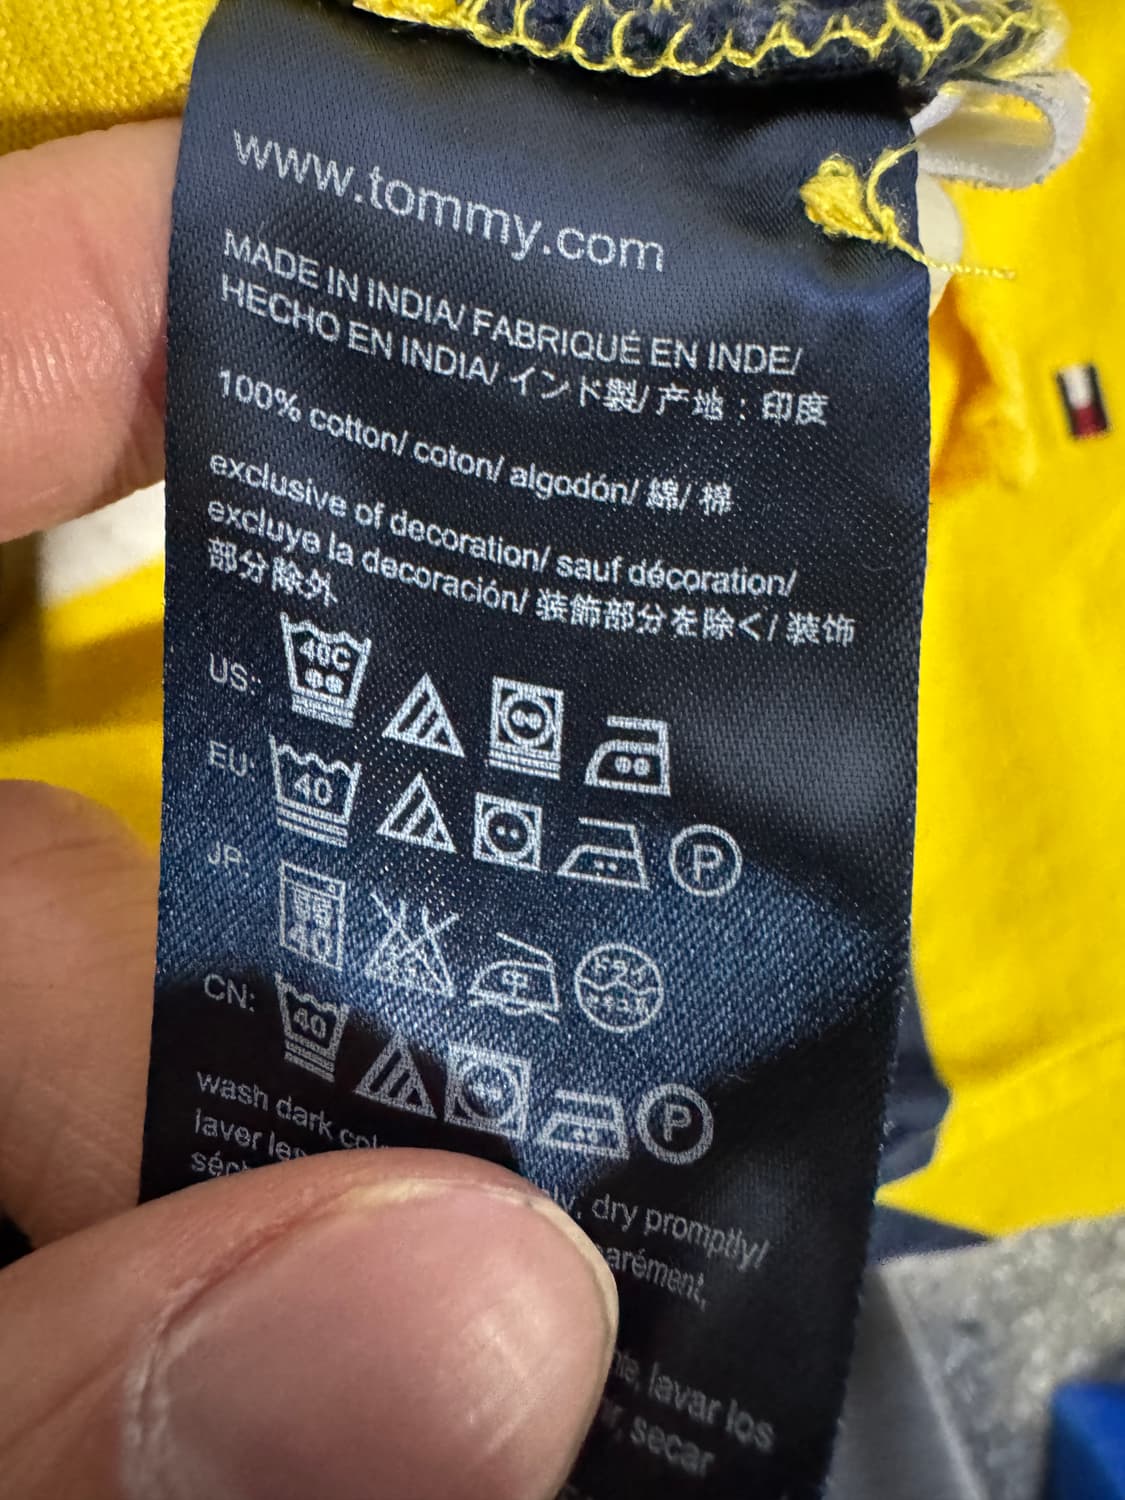 www.tommy.com
MADE IN INDIA/ FABRIQUÉ EN INDE/
HECHO EN INDIA/ インド製/ 产地：印度
100% cotton/ coton/ algodón/ 綿/ 棉
exclusive of decoration/ sauf décoration/
excluye la decoración/ 装飾部分を除く/ 装饰
部分除外
US: 40C
EU: 40 P
JP: 40
CN: 40 P
wash dark dry promptly/
laver
lavar los
secar